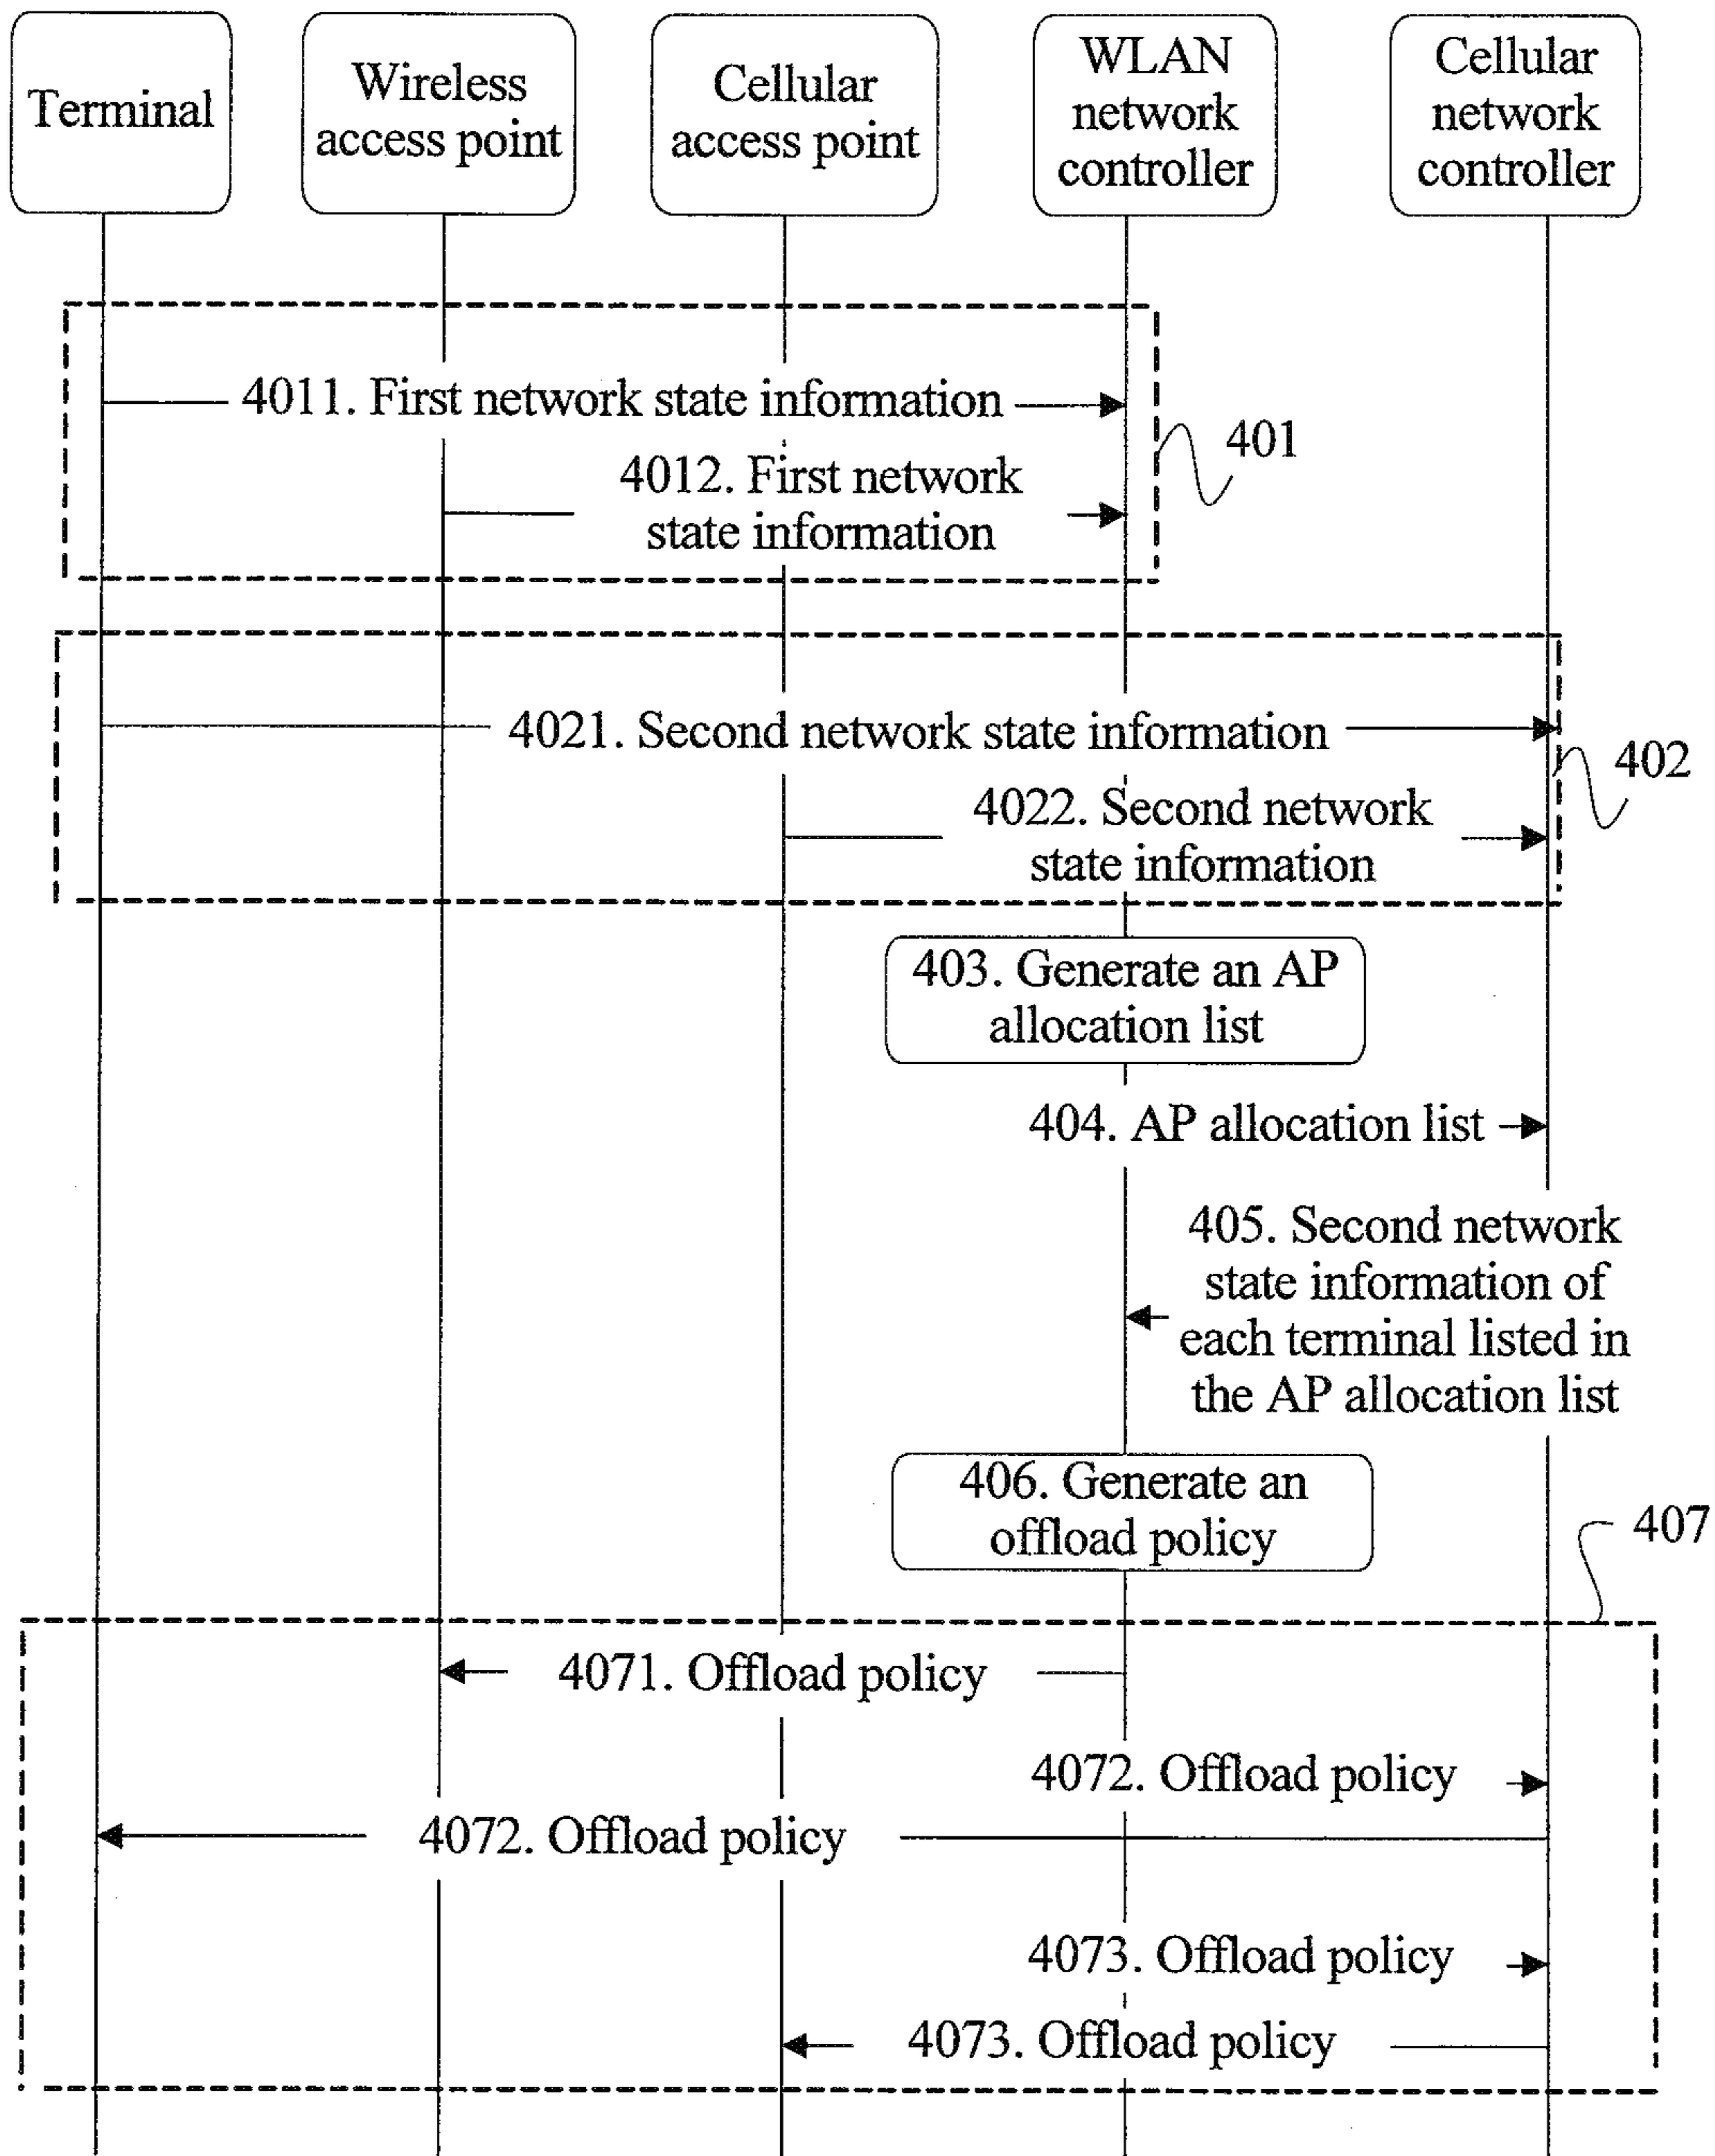 Terminal
Wireless
access point
Cellular
access point
WLAN
network
controller
Cellular
network
controller
4011. First network state information
401
4012. First network
state information
4021. Second network state information
402
4022. Second network
state information
403. Generate an AP
allocation list
404. AP allocation list
405. Second network
state information of
each terminal listed in
the AP allocation list
406. Generate an
offload policy
407
4071. Offload policy
4072. Offload policy
4072. Offload policy
4073. Offload policy
4073. Offload policy